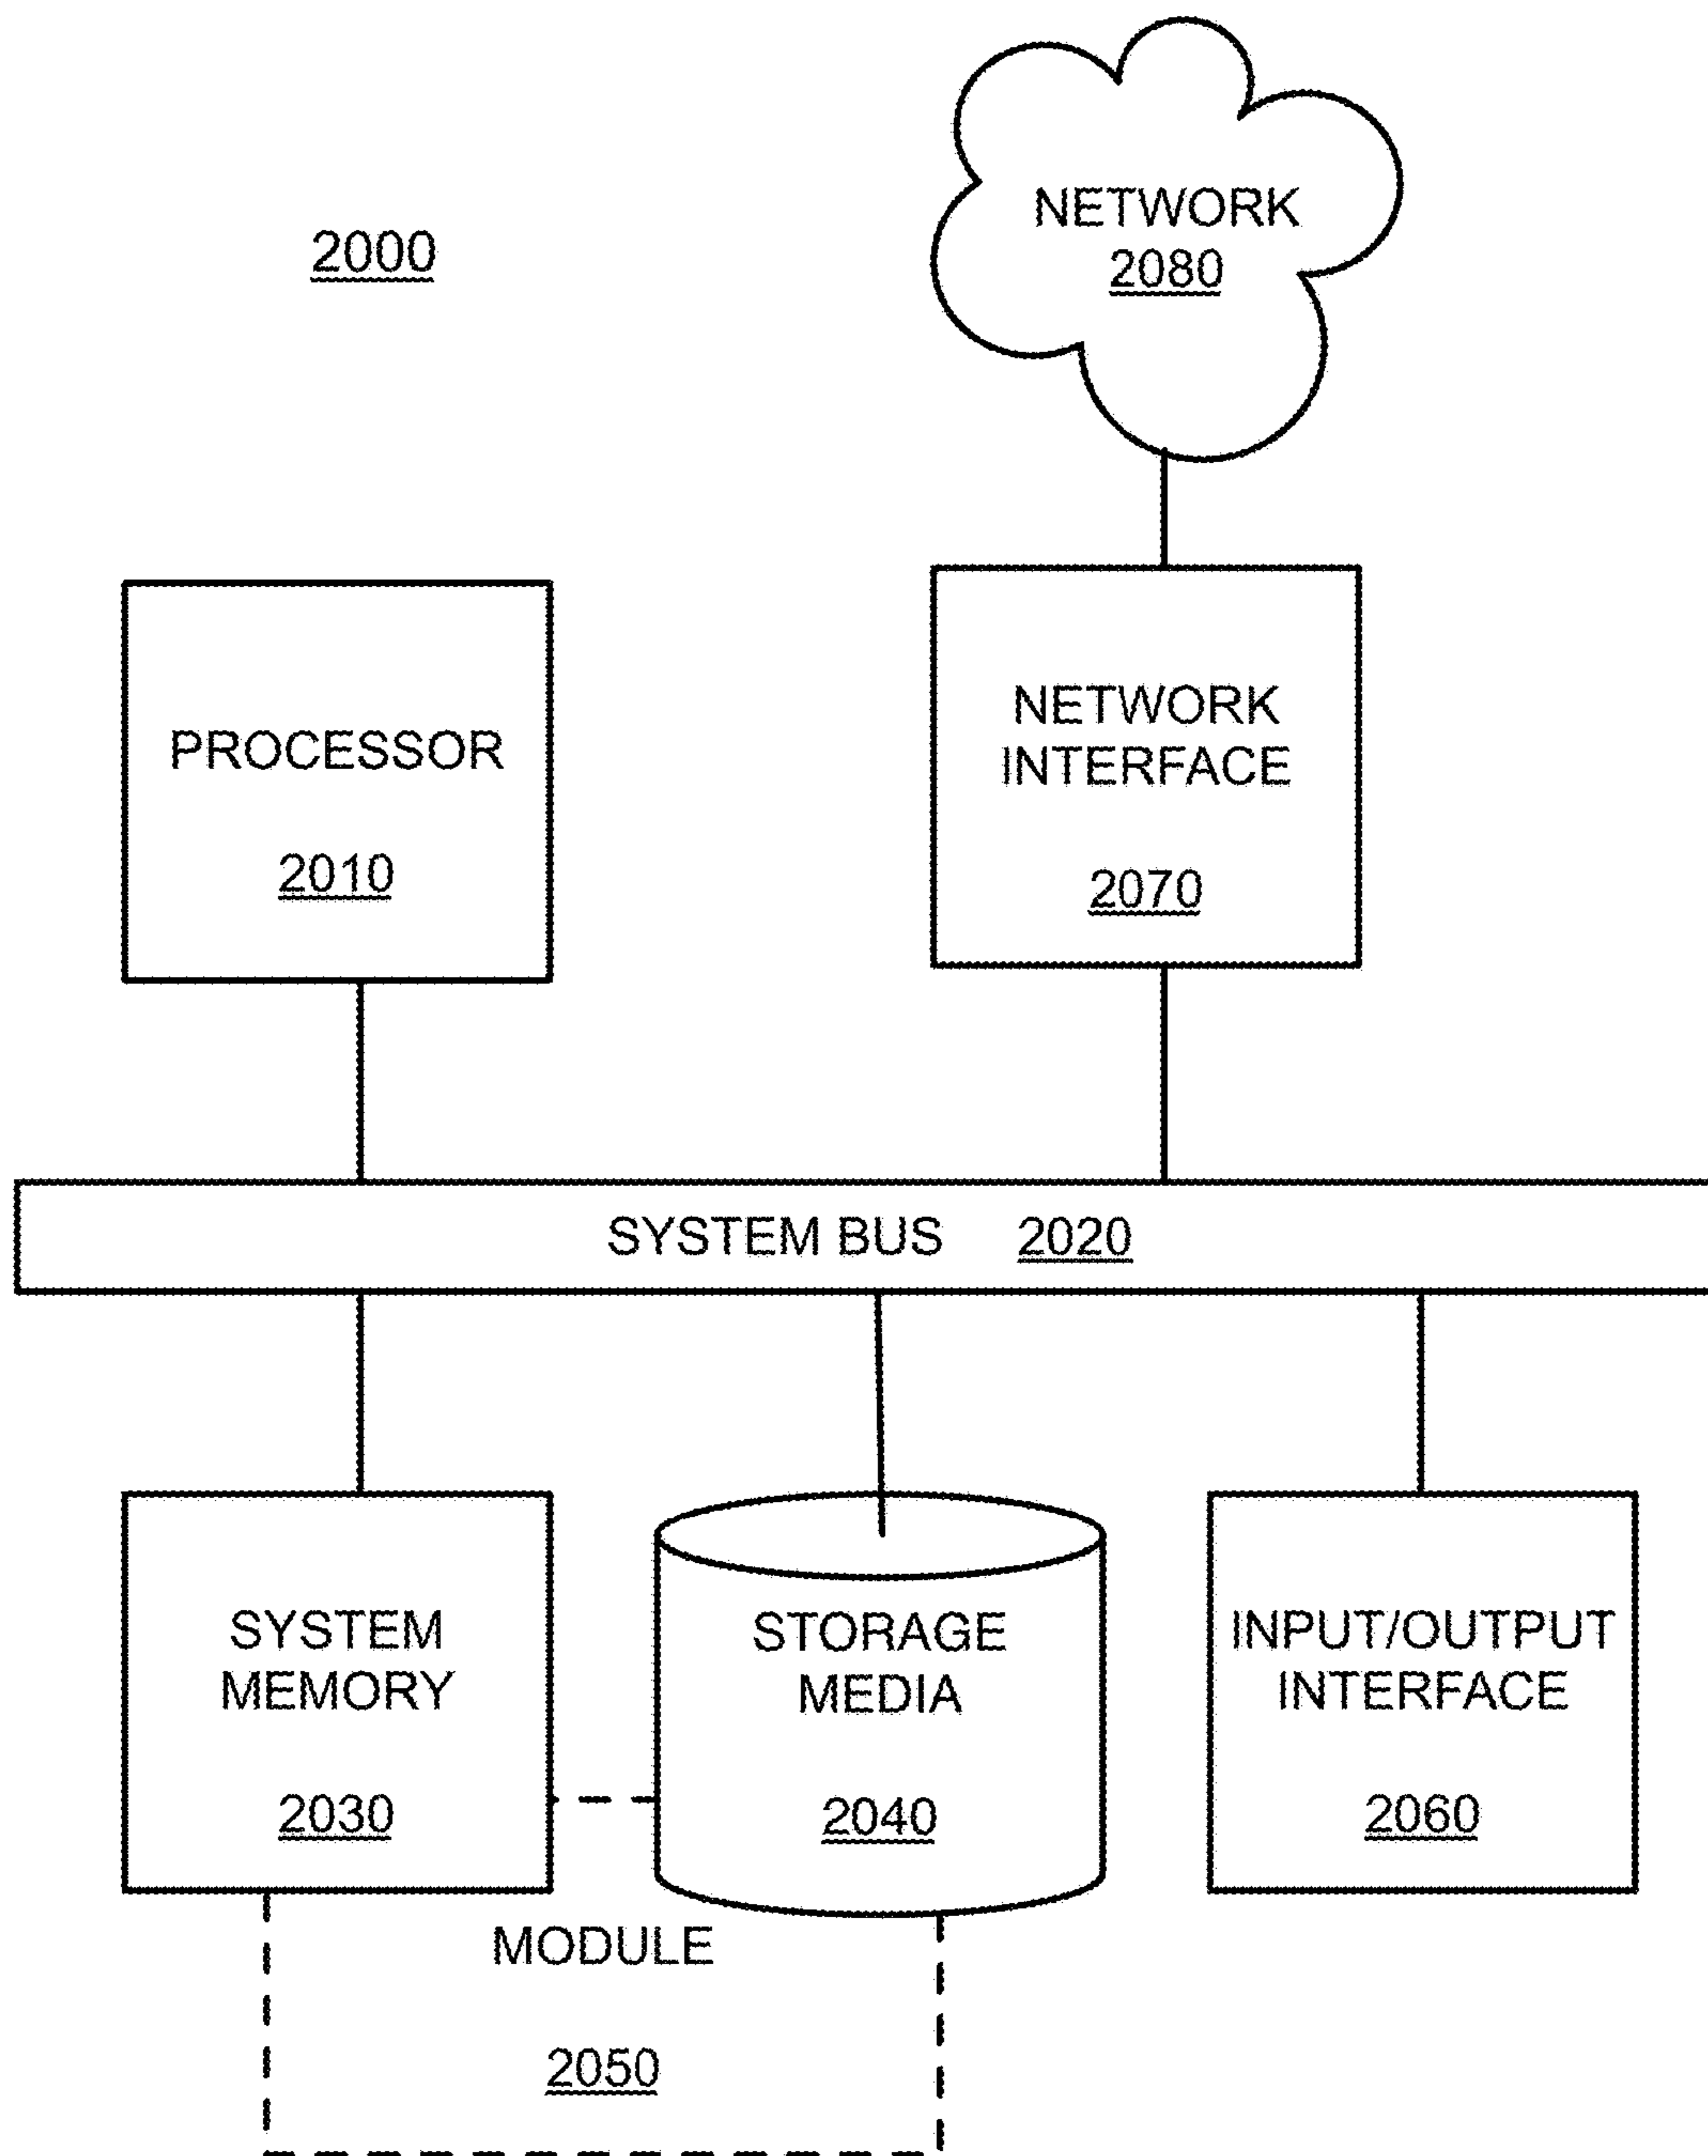 NETWORK
2080
2000
PROCESSOR
2010
NETWORK
INTERFACE
2070
SYSTEM BUS 2020
SYSTEM
MEMORY
2030
STORAGE
MEDIA
2040
INPUT/OUTPUT
INTERFACE
2060
MODULE
2050